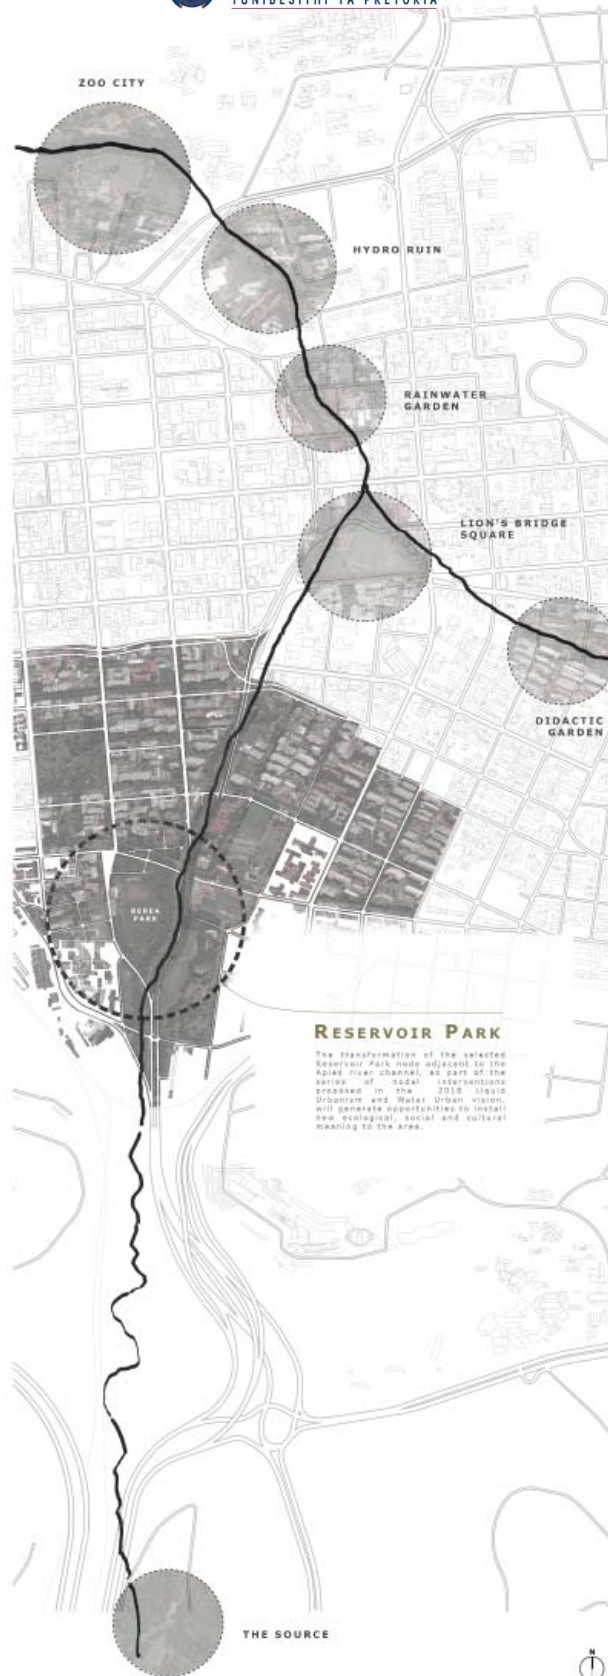 YUNIBESITHI YA PRETORIA
ZOO CITY
HYDRO RUIN
RAINWATER
GARDEN
LION'S BRIDGE
SQUARE
DIDACTIC
GARDEN
BEREA
PARK
RESERVOIR PARK
The transformation of the selected
Reservoir Park node adjacent to the
Apies river channel, as part of the
series of nodal interventions
proposed in the 2018 Liquid
Urbanism and Water Urban vision,
will generate opportunities to install
new ecological, social and cultural
meaning to the area.
THE SOURCE
N